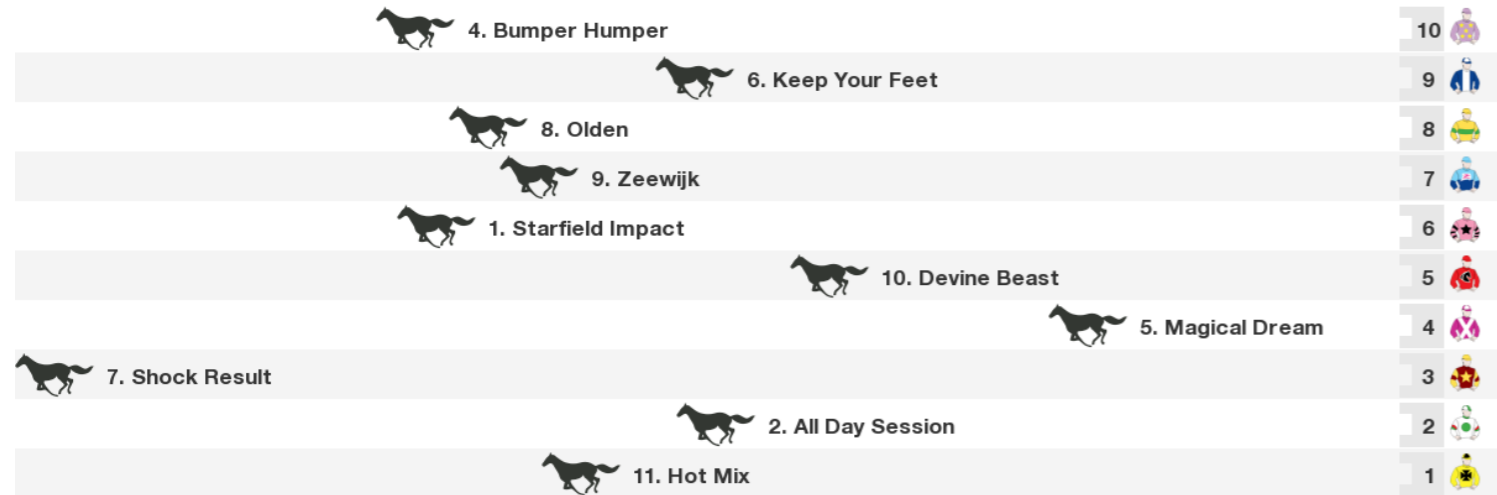 4. Bumper Humper 10
6. Keep Your Feet 9
8. Olden 8
9. Zeewijk 7
1. Starfield Impact 6
10. Devine Beast 5
5. Magical Dream 4
7. Shock Result 3
2. All Day Session 2
11. Hot Mix 1